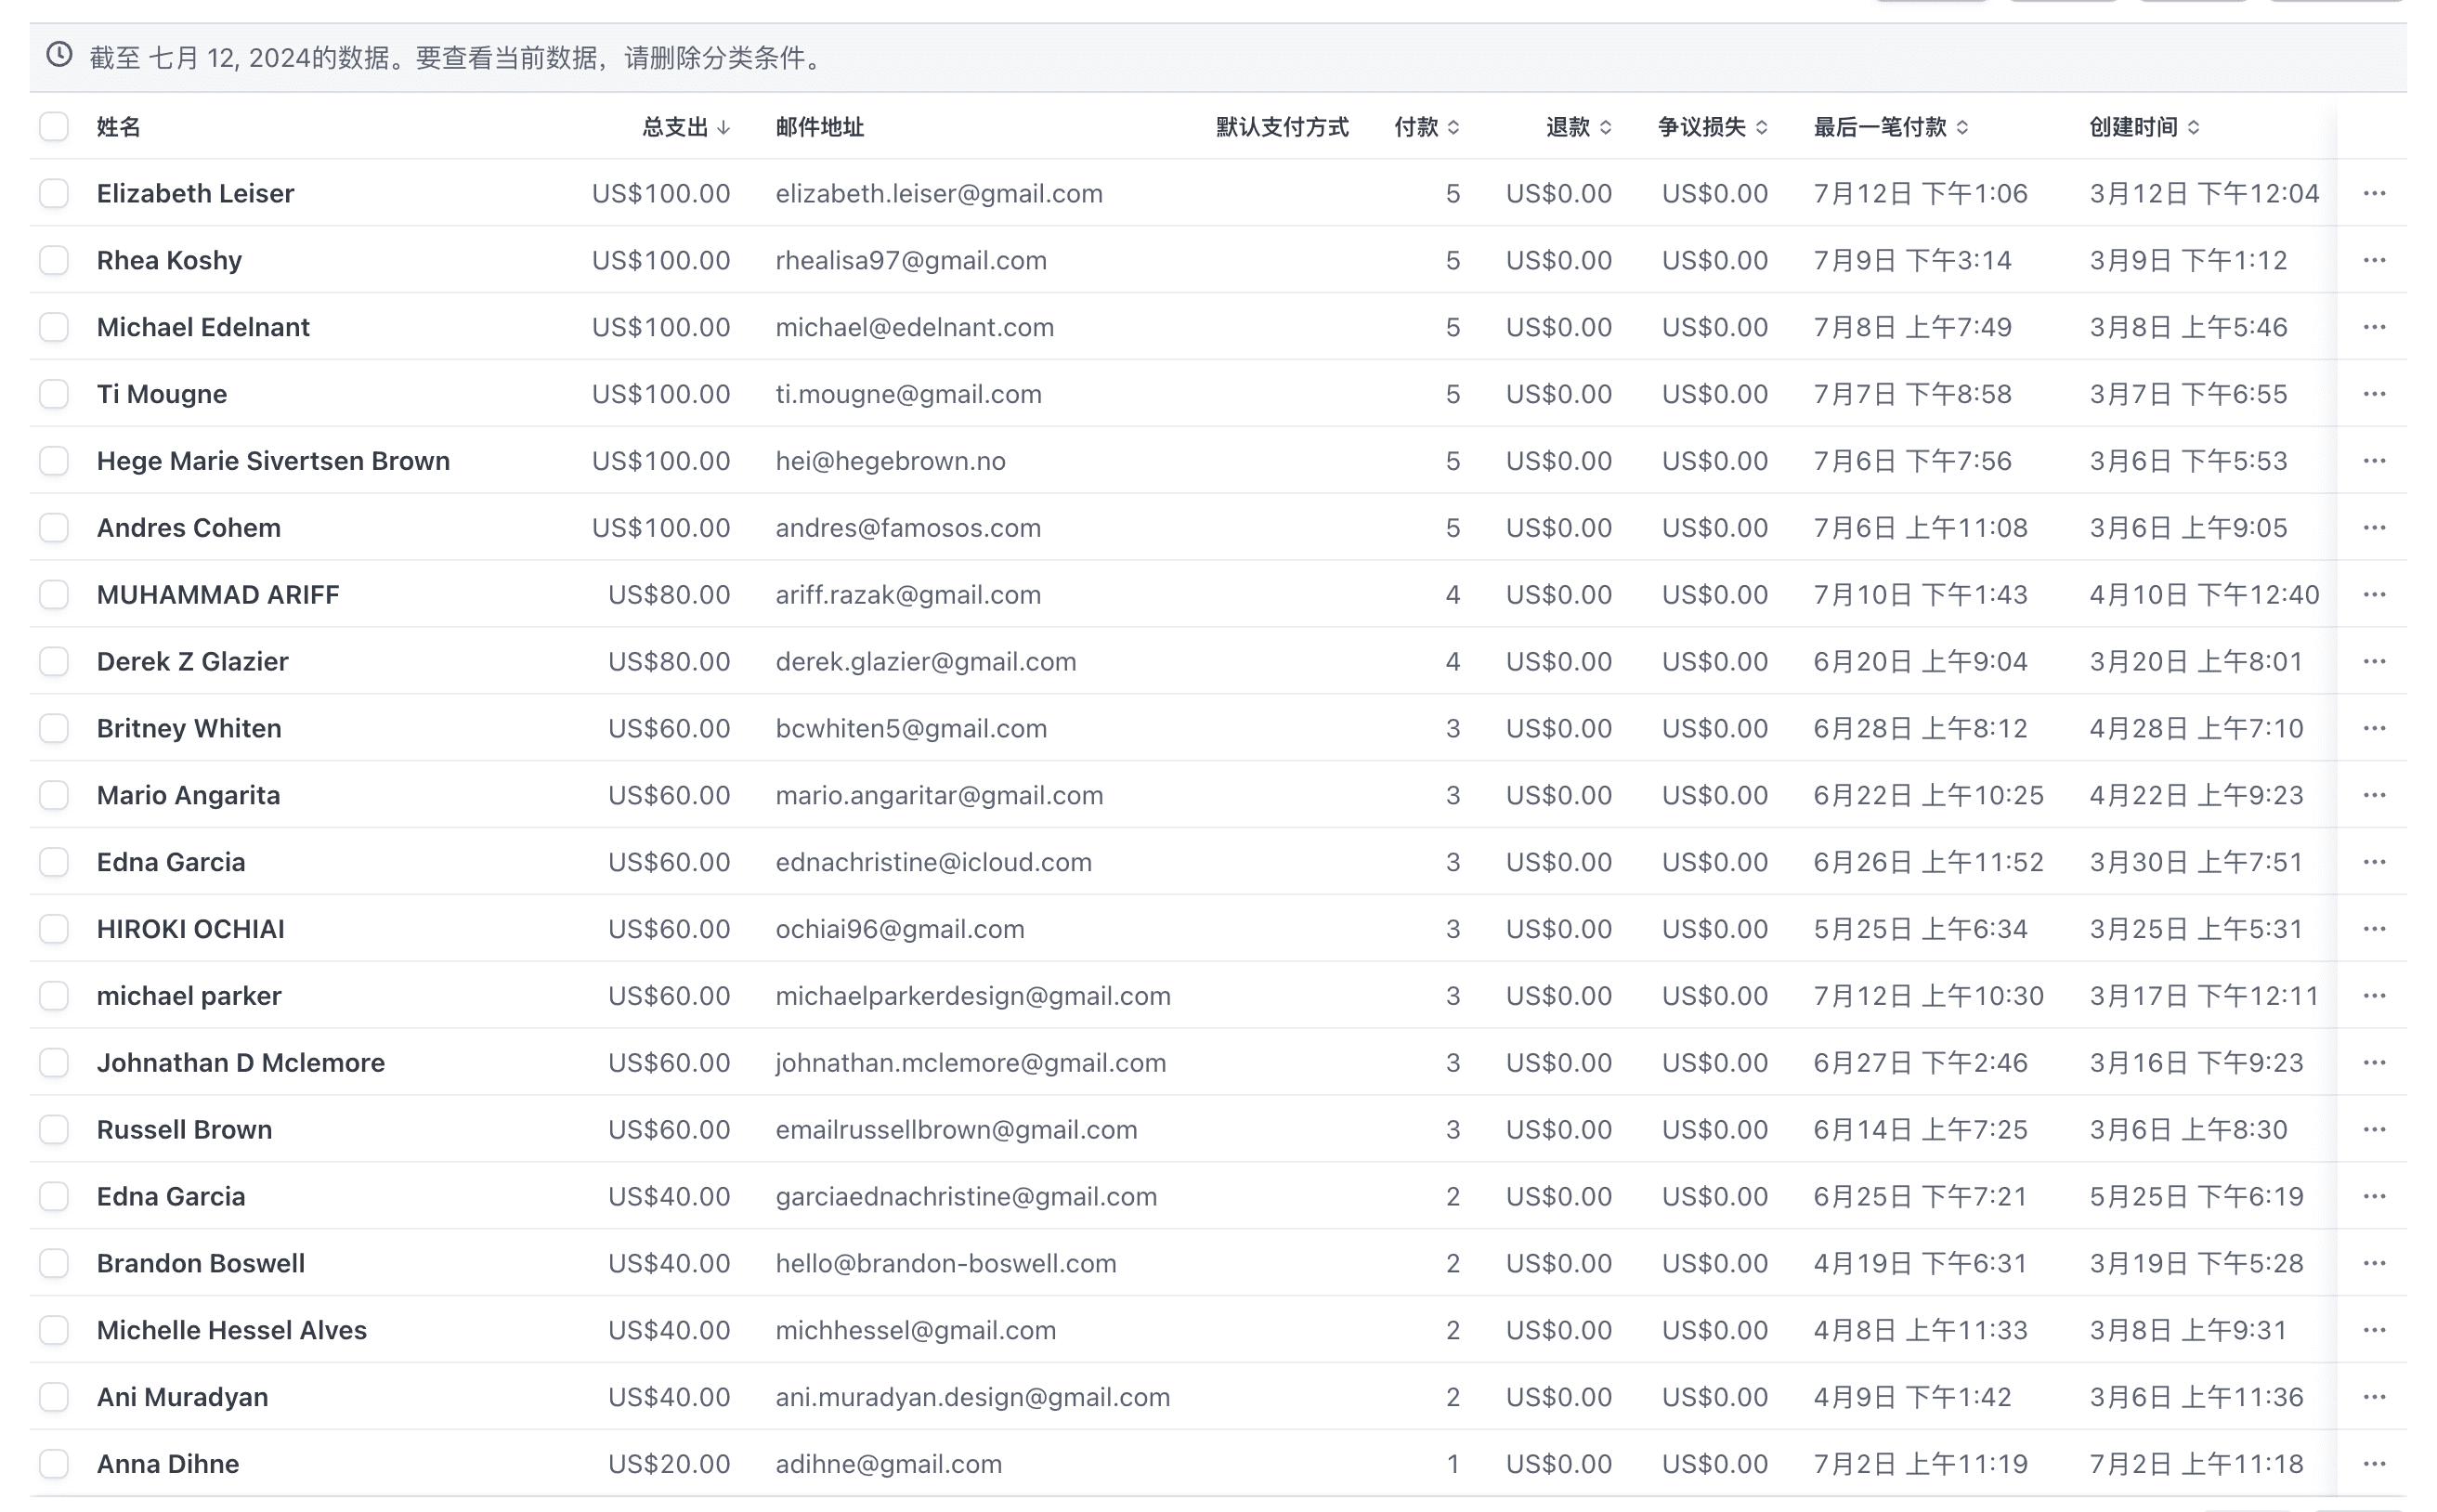 截至 七月 12, 2024的数据。要查看当前数据，请删除分类条件。
姓名 总支出 邮件地址 默认支付方式 付款 退款 争议损失 最后一笔付款 创建时间
Elizabeth Leiser US$100.00 elizabeth.leiser@gmail.com 5 US$0.00 US$0.00 7月12日 下午1:06 3月12日 下午12:04
Rhea Koshy US$100.00 rhealisa97@gmail.com 5 US$0.00 US$0.00 7月9日 下午3:14 3月9日 下午1:12
Michael Edelnant US$100.00 michael@edelnant.com 5 US$0.00 US$0.00 7月8日 上午7:49 3月8日 上午5:46
Ti Mougne US$100.00 ti.mougne@gmail.com 5 US$0.00 US$0.00 7月7日 下午8:58 3月7日 下午6:55
Hege Marie Sivertsen Brown US$100.00 hei@hegebrown.no 5 US$0.00 US$0.00 7月6日 下午7:56 3月6日 下午5:53
Andres Cohem US$100.00 andres@famosos.com 5 US$0.00 US$0.00 7月6日 上午11:08 3月6日 上午9:05
MUHAMMAD ARIFF US$80.00 ariff.razak@gmail.com 4 US$0.00 US$0.00 7月10日 下午1:43 4月10日 下午12:40
Derek Z Glazier US$80.00 derek.glazier@gmail.com 4 US$0.00 US$0.00 6月20日 上午9:04 3月20日 上午8:01
Britney Whiten US$60.00 bcwhiten5@gmail.com 3 US$0.00 US$0.00 6月28日 上午8:12 4月28日 上午7:10
Mario Angarita US$60.00 mario.angaritar@gmail.com 3 US$0.00 US$0.00 6月22日 上午10:25 4月22日 上午9:23
Edna Garcia US$60.00 ednachristine@icloud.com 3 US$0.00 US$0.00 6月26日 上午11:52 3月30日 上午7:51
HIROKI OCHIAI US$60.00 ochiai96@gmail.com 3 US$0.00 US$0.00 5月25日 上午6:34 3月25日 上午5:31
michael parker US$60.00 michaelparkerdesign@gmail.com 3 US$0.00 US$0.00 7月12日 上午10:30 3月17日 下午12:11
Johnathan D Mclemore US$60.00 johnathan.mclemore@gmail.com 3 US$0.00 US$0.00 6月27日 下午2:46 3月16日 下午9:23
Russell Brown US$60.00 emailrussellbrown@gmail.com 3 US$0.00 US$0.00 6月14日 上午7:25 3月6日 上午8:30
Edna Garcia US$40.00 garciaednachristine@gmail.com 2 US$0.00 US$0.00 6月25日 下午7:21 5月25日 下午6:19
Brandon Boswell US$40.00 hello@brandon-boswell.com 2 US$0.00 US$0.00 4月19日 下午6:31 3月19日 下午5:28
Michelle Hessel Alves US$40.00 michhessel@gmail.com 2 US$0.00 US$0.00 4月8日 上午11:33 3月8日 上午9:31
Ani Muradyan US$40.00 ani.muradyan.design@gmail.com 2 US$0.00 US$0.00 4月9日 下午1:42 3月6日 上午11:36
Anna Dihne US$20.00 adihne@gmail.com 1 US$0.00 US$0.00 7月2日 上午11:19 7月2日 上午11:18